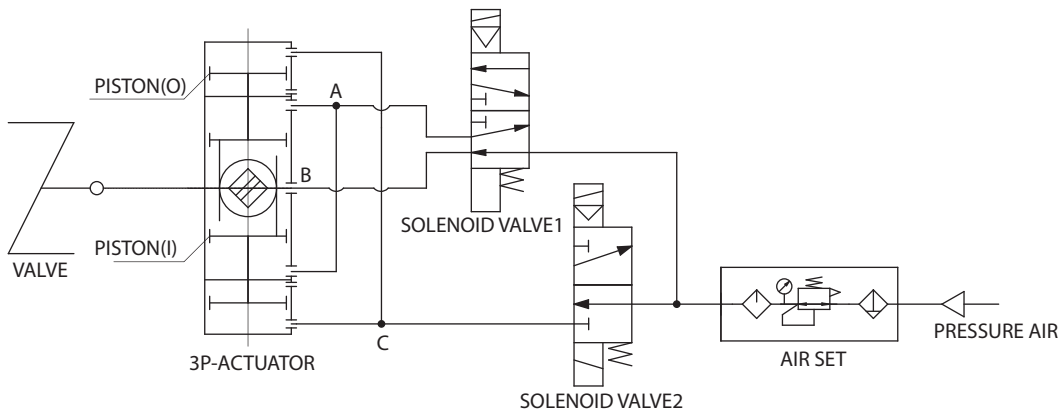 PISTON(O)
A
B
SOLENOID VALVE1
PISTON(I)
VALVE
C
PRESSURE AIR
3P-ACTUATOR
AIR SET
SOLENOID VALVE2